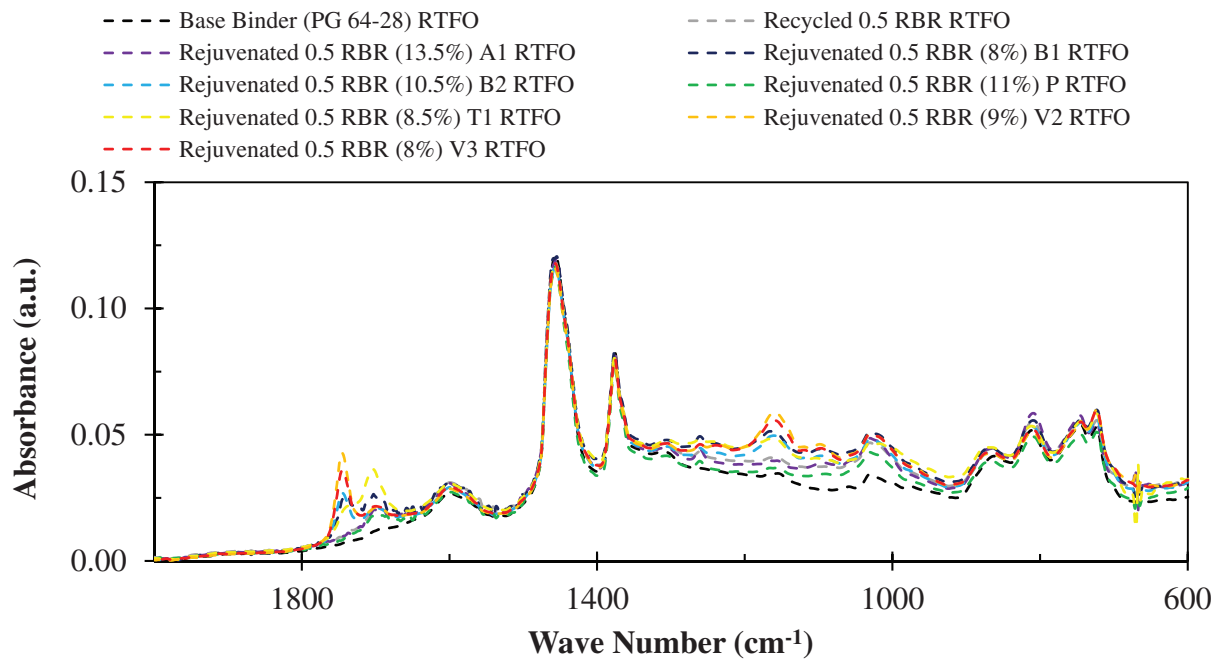 Base Binder (PG 64-28) RTFO
Recycled 0.5 RBR RTFO
Rejuvenated 0.5 RBR (13.5%) A1 RTFO
Rejuvenated 0.5 RBR (8%) B1 RTFO
Rejuvenated 0.5 RBR (10.5%) B2 RTFO
Rejuvenated 0.5 RBR (11%) P RTFO
Rejuvenated 0.5 RBR (8.5%) T1 RTFO
Rejuvenated 0.5 RBR (9%) V2 RTFO
Rejuvenated 0.5 RBR (8%) V3 RTFO
0.15
0.10
0.05
0.00
Absorbance (a.u.)
1800
1400
1000
600
Wave Number (cm⁻¹)